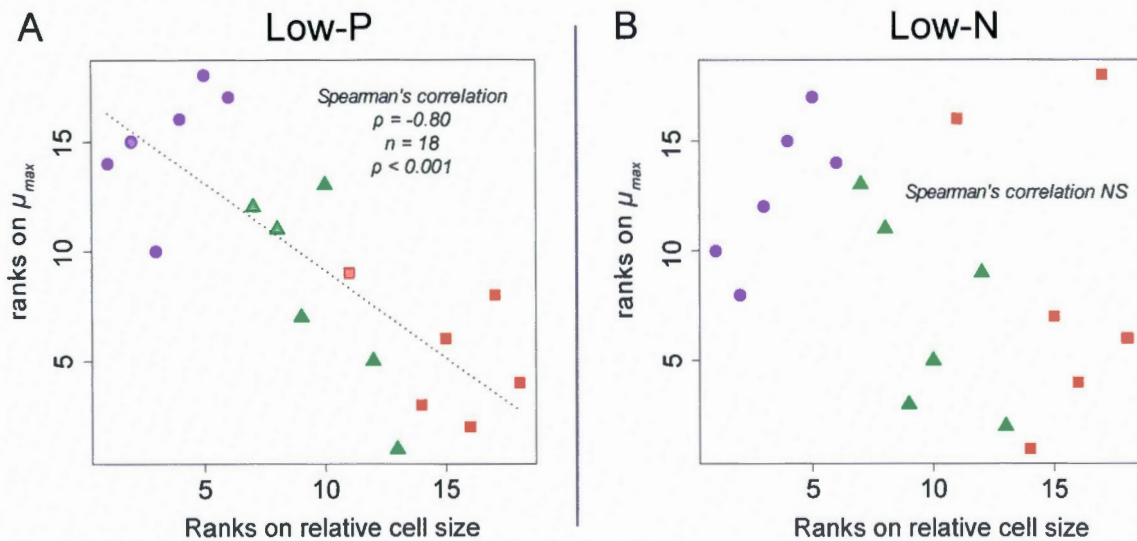 A
Low-P
ranks on μmax
15
10
5
Spearman's correlation
ρ = -0.80
n = 18
ρ < 0.001
5
10
15
Ranks on relative cell size
B
Low-N
ranks on μmax
15
10
5
Spearman's correlation NS
5
10
15
Ranks on relative cell size